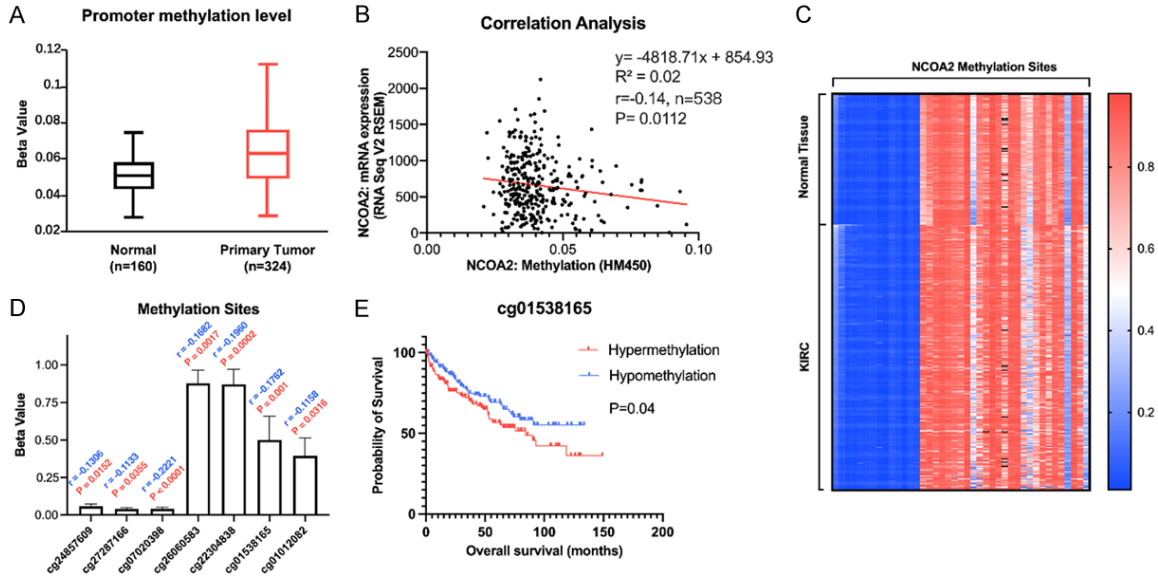 A
Promoter methylation level
0.12
0.1
0.08
0.06
0.04
0.02
Beta Value
Normal
(n=160)
Primary Tumor
(n=324)
B
Correlation Analysis
y= -4818.71x + 854.93
R² = 0.02
r=-0.14, n=538
P= 0.0112
2500
2000
1500
1000
500
0
NCOA2: mRNA expression
(RNA Seq V2 RSEM)
0.00
0.05
0.10
NCOA2: Methylation (HM450)
C
NCOA2 Methylation Sites
Normal Tissue
KIRC
0.8
0.6
0.4
0.2
D
Methylation Sites
1.00
0.75
0.50
0.25
0.00
Beta Value
r = -0.1306
P = 0.0152
r = -0.1133
P = 0.0355
r = -0.2221
P < 0.0001
r = -0.1682
P = 0.0017
r = -0.1960
P = 0.0002
r = -0.1762
P = 0.001
r = -0.1158
P = 0.0316
cg24857609
cg27287166
cg07020398
cg26060583
cg22304838
cg01538165
cg01012082
E
cg01538165
Hypermethylation
Hypomethylation
P=0.04
100
50
0
Probability of Survival
0
50
100
150
200
Overall survival (months)